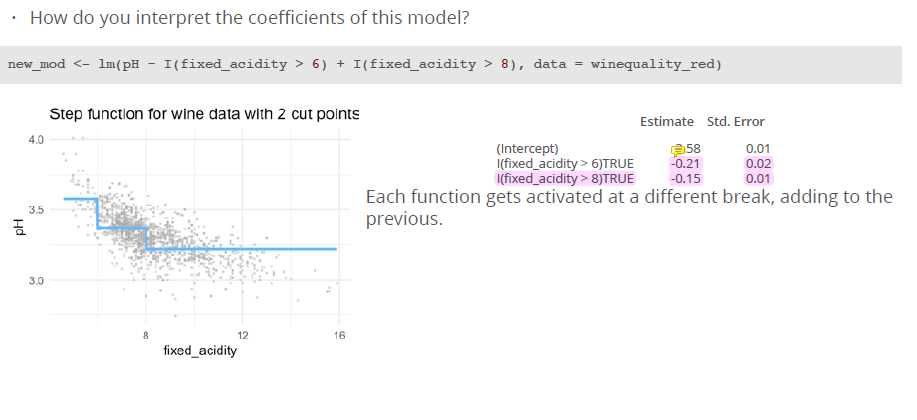 · How do you interpret the coefficients of this model?
new_mod <- lm(pH ~ I(fixed_acidity > 6) + I(fixed_acidity > 8), data = winequality_red)
Step function for wine data with 2 cut points
4.0
3.5
3.0
pH
8 12 16
fixed_acidity
Estimate Std. Error
(Intercept) 58 0.01
I(fixed_acidity > 6)TRUE -0.21 0.02
I(fixed_acidity > 8)TRUE -0.15 0.01
Each function gets activated at a different break, adding to the
previous.